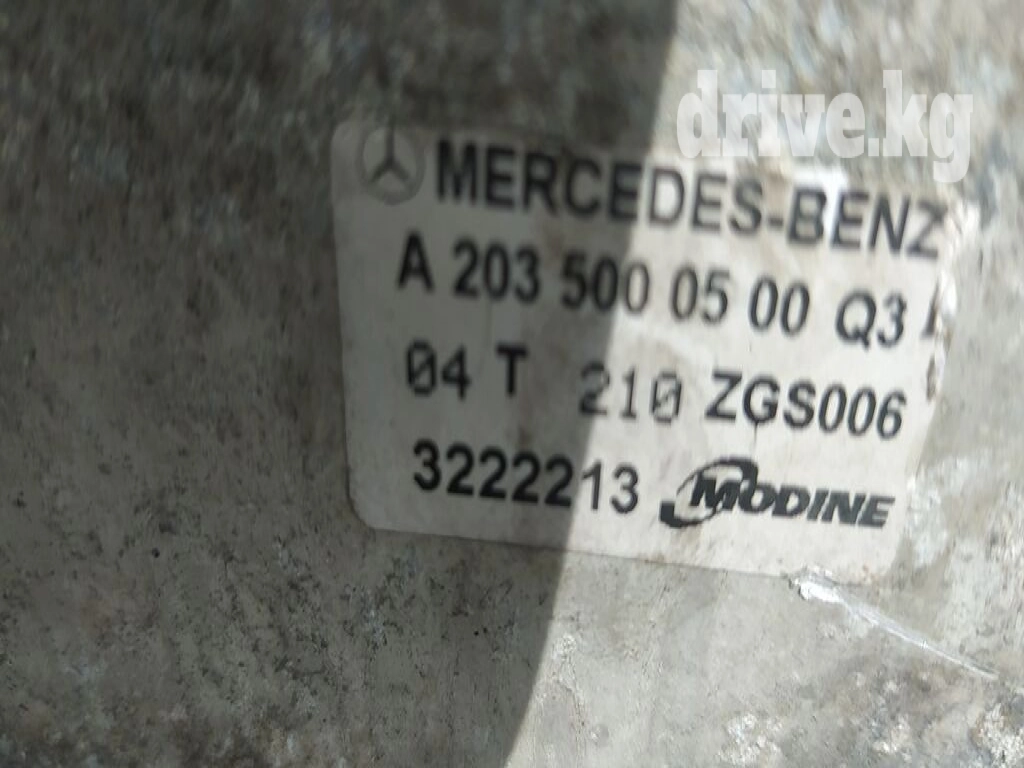 drive.kg
MERCEDES-BENZ
A 203 500 05 00 Q3
04 T 210 ZGS006
3222213 MODINE